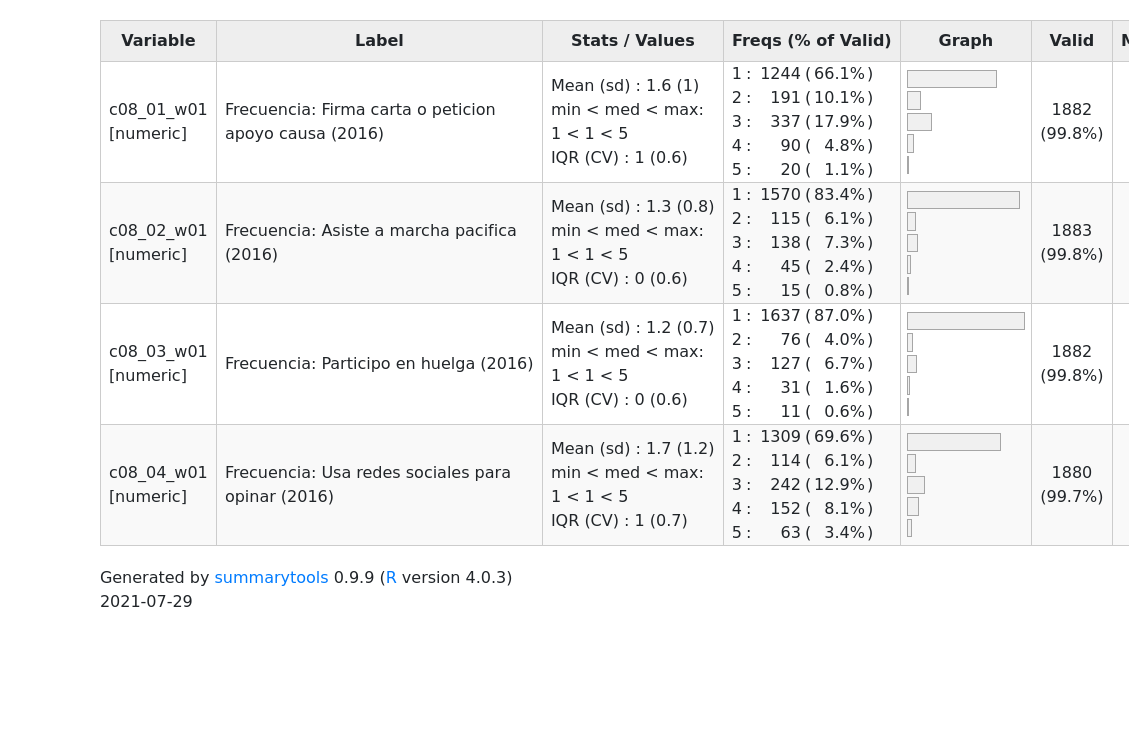 Variable Label Stats / Values Freqs (% of Valid) Graph Valid
c08_01_w01
[numeric]
Frecuencia: Firma carta o peticion
apoyo causa (2016)
Mean (sd) : 1.6 (1)
min < med < max:
1 < 1 < 5
IQR (CV) : 1 (0.6)
1 : 1244 ( 66.1% )
2 : 191 ( 10.1% )
3 : 337 ( 17.9% )
4 : 90 ( 4.8% )
5 : 20 ( 1.1% )
1882
(99.8%)
c08_02_w01
[numeric]
Frecuencia: Asiste a marcha pacifica
(2016)
Mean (sd) : 1.3 (0.8)
min < med < max:
1 < 1 < 5
IQR (CV) : 0 (0.6)
1 : 1570 ( 83.4% )
2 : 115 ( 6.1% )
3 : 138 ( 7.3% )
4 : 45 ( 2.4% )
5 : 15 ( 0.8% )
1883
(99.8%)
c08_03_w01
[numeric]
Frecuencia: Participo en huelga (2016)
Mean (sd) : 1.2 (0.7)
min < med < max:
1 < 1 < 5
IQR (CV) : 0 (0.6)
1 : 1637 ( 87.0% )
2 : 76 ( 4.0% )
3 : 127 ( 6.7% )
4 : 31 ( 1.6% )
5 : 11 ( 0.6% )
1882
(99.8%)
c08_04_w01
[numeric]
Frecuencia: Usa redes sociales para
opinar (2016)
Mean (sd) : 1.7 (1.2)
min < med < max:
1 < 1 < 5
IQR (CV) : 1 (0.7)
1 : 1309 ( 69.6% )
2 : 114 ( 6.1% )
3 : 242 ( 12.9% )
4 : 152 ( 8.1% )
5 : 63 ( 3.4% )
1880
(99.7%)
Generated by summarytools 0.9.9 (R version 4.0.3)
2021-07-29